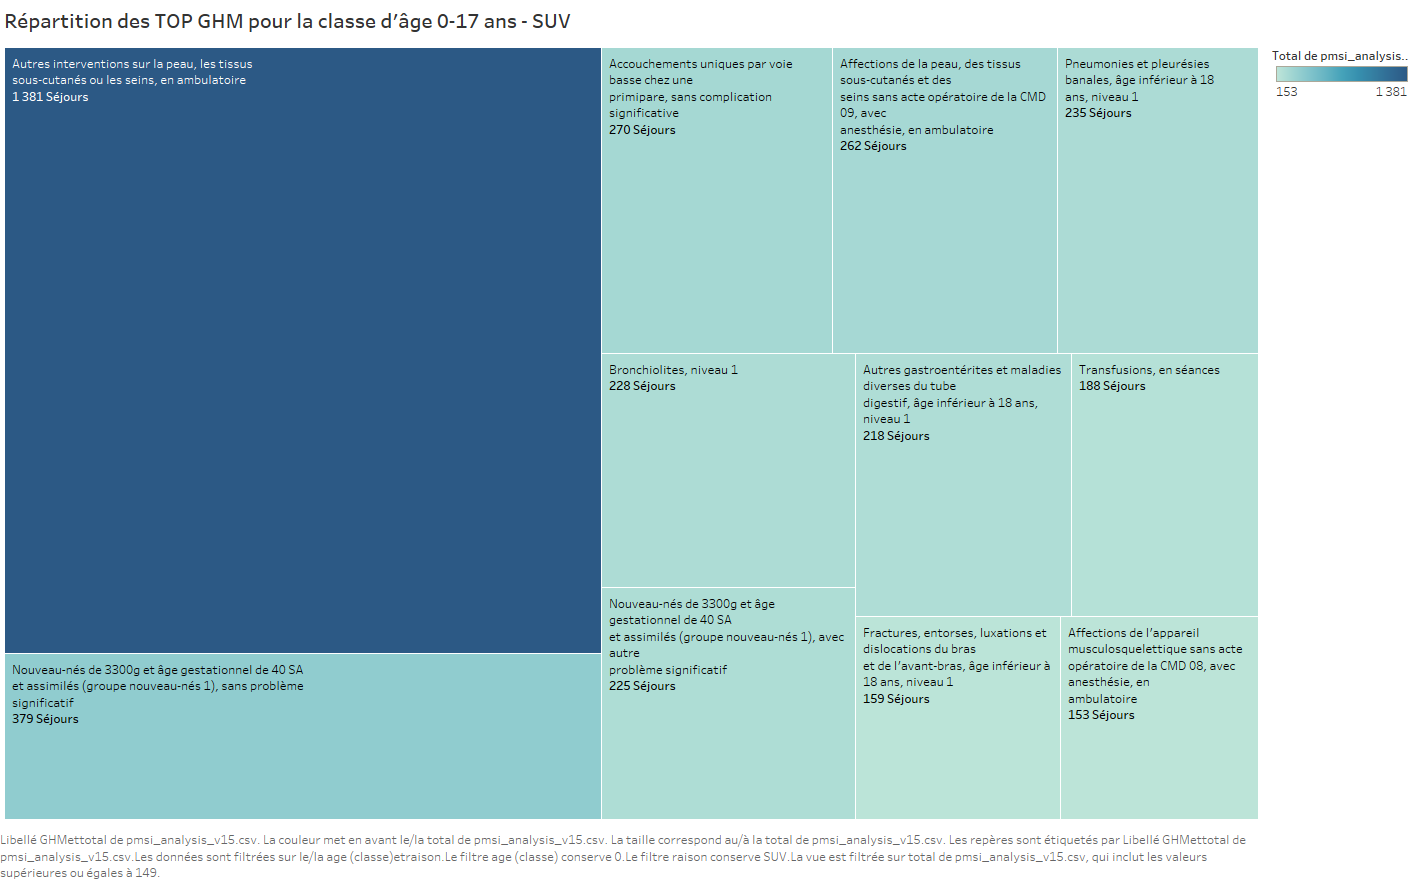 Répartition des TOP GHM pour la classe d’âge 0-17 ans - SUV
Autres interventions sur la peau, les tissus
sous-cutanés ou les seins, en ambulatoire
1 381 Séjours
Accouchements uniques par voie
basse chez une
primipare, sans complication
significative
270 Séjours
Affections de la peau, des tissus
sous-cutanés et des
seins sans acte opératoire de la CMD
09, avec
anesthésie, en ambulatoire
262 Séjours
Pneumonies et pleurésies
banales, âge inférieur à 18
ans, niveau 1
235 Séjours
Total de pmsi_analysis..
153
1 381
Bronchiolites, niveau 1
228 Séjours
Autres gastroentérites et maladies
diverses du tube
digestif, âge inférieur à 18 ans,
niveau 1
218 Séjours
Transfusions, en séances
188 Séjours
Nouveau-nés de 3300g et âge
gestationnel de 40 SA
et assimilés (groupe nouveau-nés 1), avec
autre
problème significatif
225 Séjours
Fractures, entorses, luxations et
dislocations du bras
et de l’avant-bras, âge inférieur à
18 ans, niveau 1
159 Séjours
Affections de l’appareil
musculosquelettique sans acte
opératoire de la CMD 08, avec
anesthésie, en
ambulatoire
153 Séjours
Nouveau-nés de 3300g et âge gestationnel de 40 SA
et assimilés (groupe nouveau-nés 1), sans problème
significatif
379 Séjours
Libellé GHMettotal de pmsi_analysis_v15.csv. La couleur met en avant le/la total de pmsi_analysis_v15.csv. La taille correspond au/à la total de pmsi_analysis_v15.csv. Les repères sont étiquetés par Libellé GHMettotal de
pmsi_analysis_v15.csv.Les données sont filtrées sur le/la age (classe)etraison.Le filtre age (classe) conserve 0.Le filtre raison conserve SUV.La vue est filtrée sur total de pmsi_analysis_v15.csv, qui inclut les valeurs
supérieures ou égales à 149.